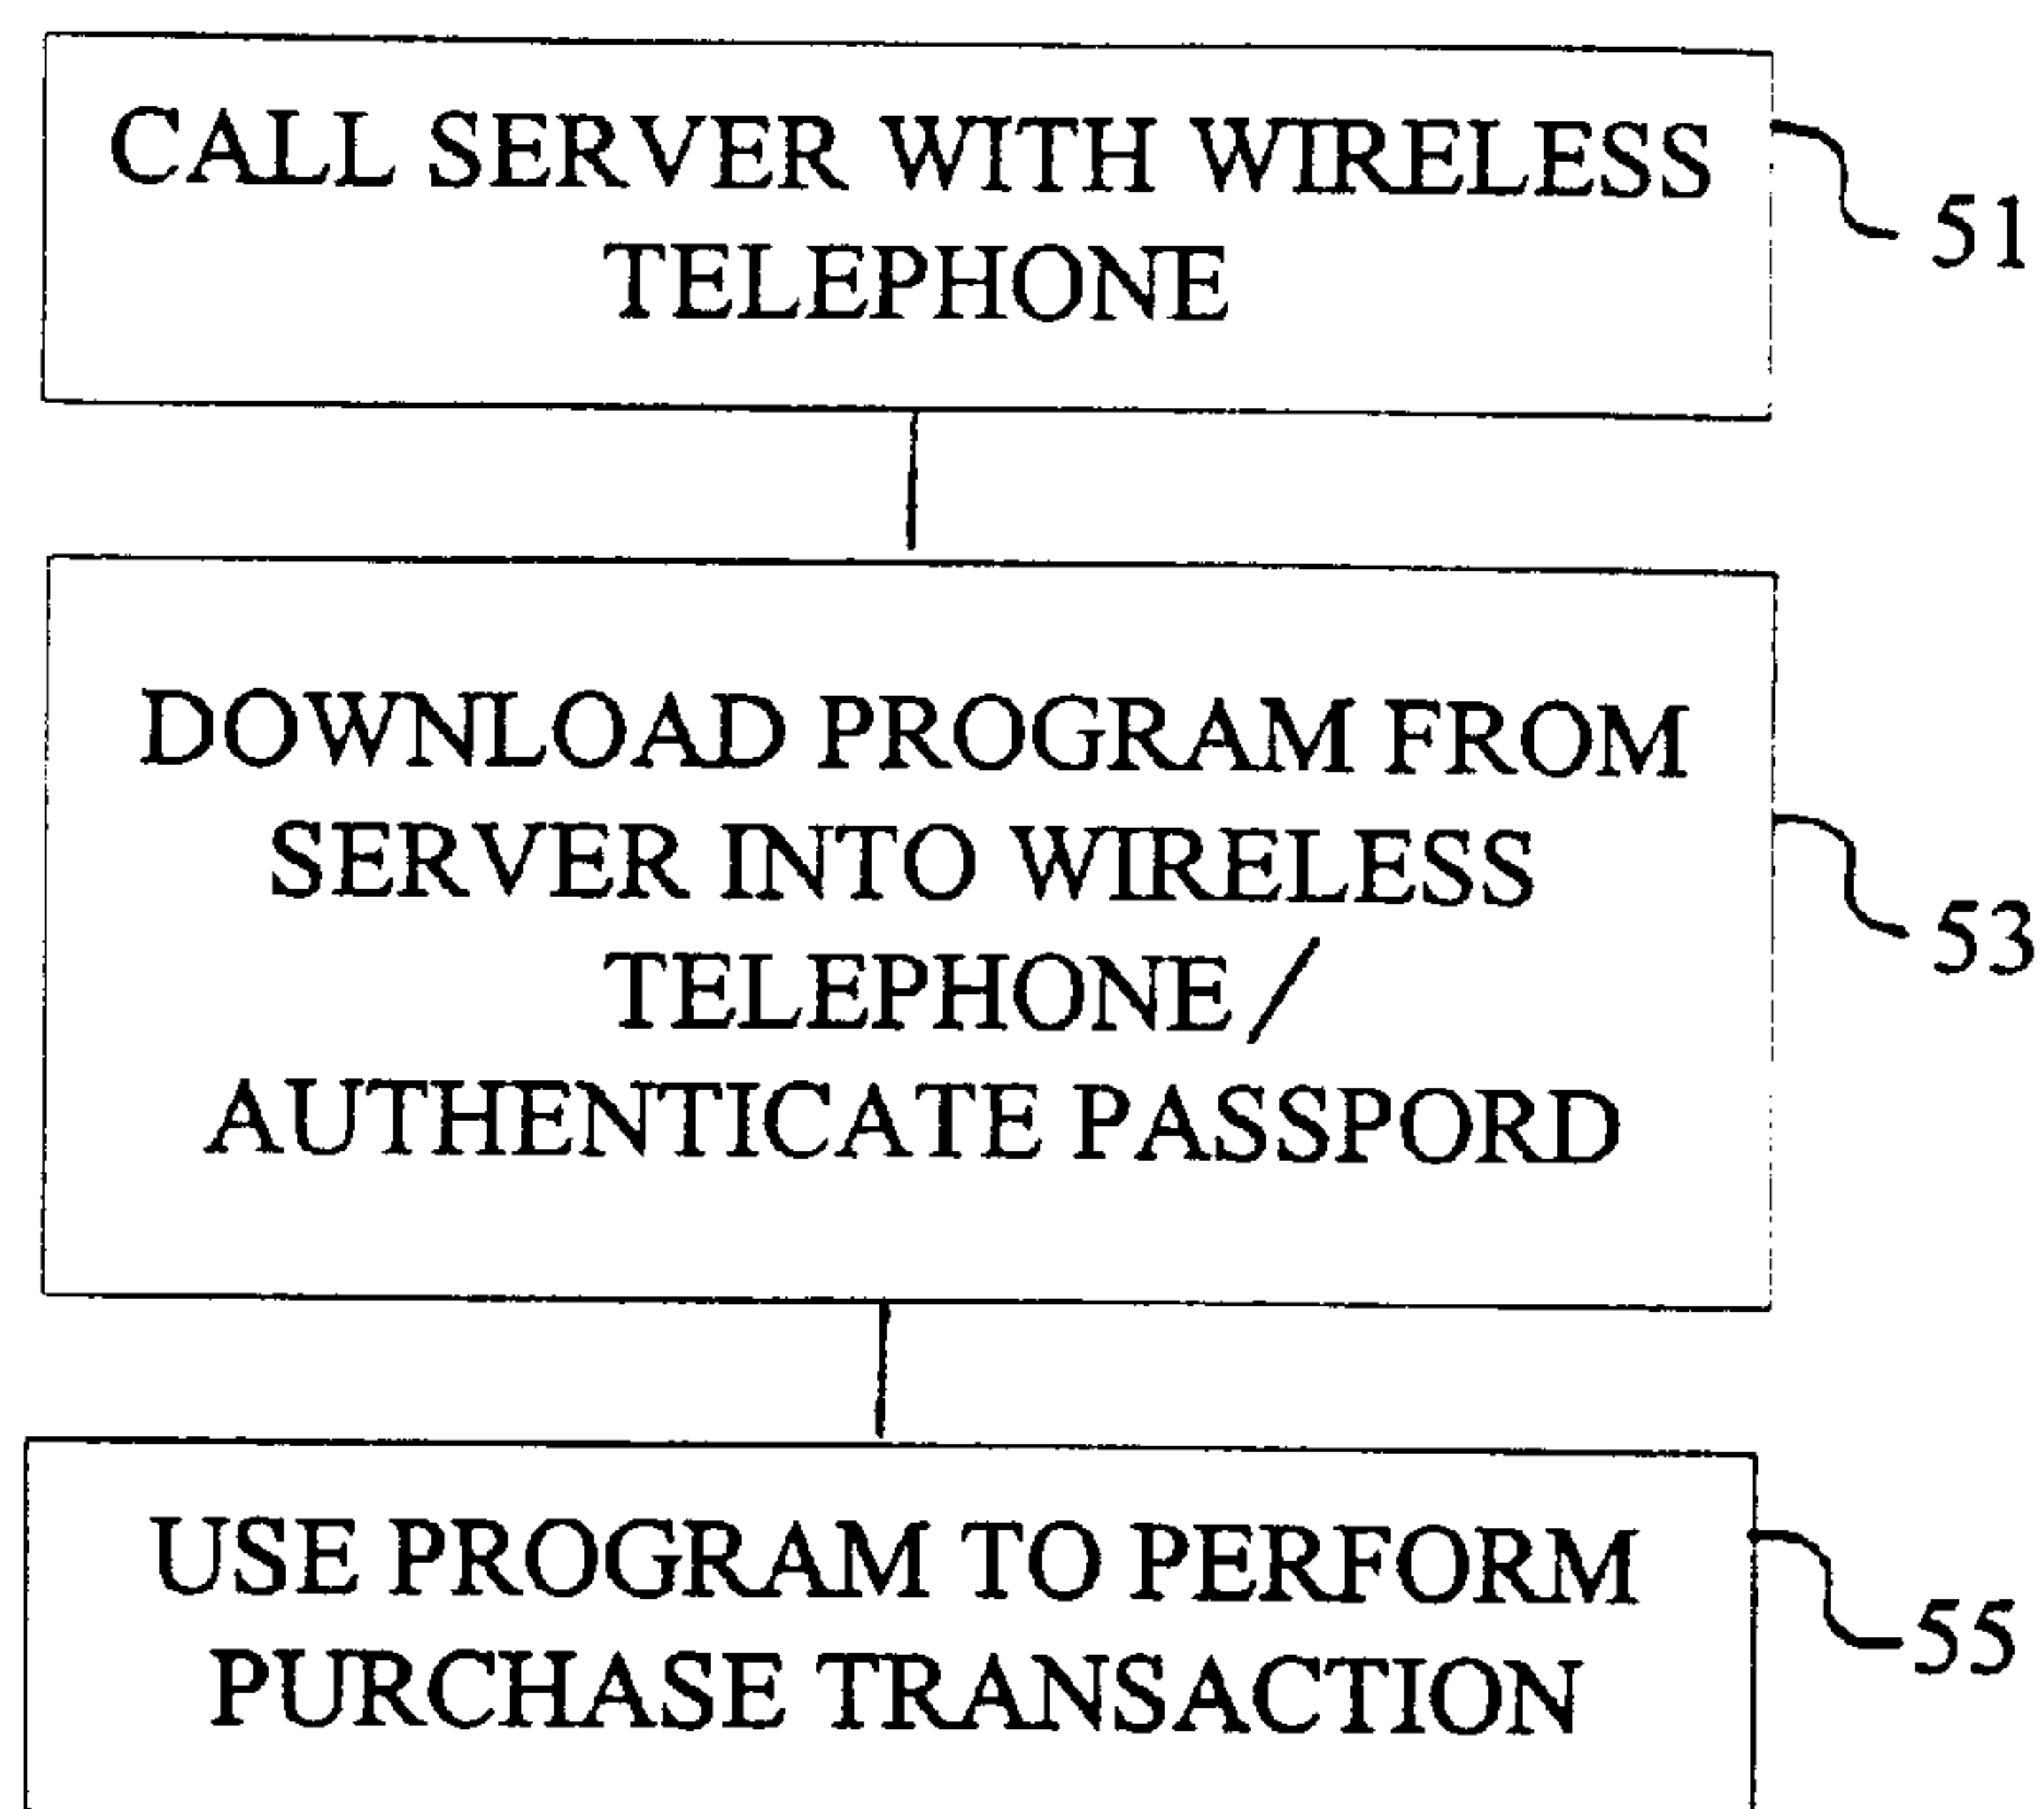 CALL SERVER WITH WIRELESS
TELEPHONE
51
DOWNLOAD PROGRAM FROM
SERVER INTO WIRELESS
TELEPHONE/
AUTHENTICATE PASSPORD
53
USE PROGRAM TO PERFORM
PURCHASE TRANSACTION
55